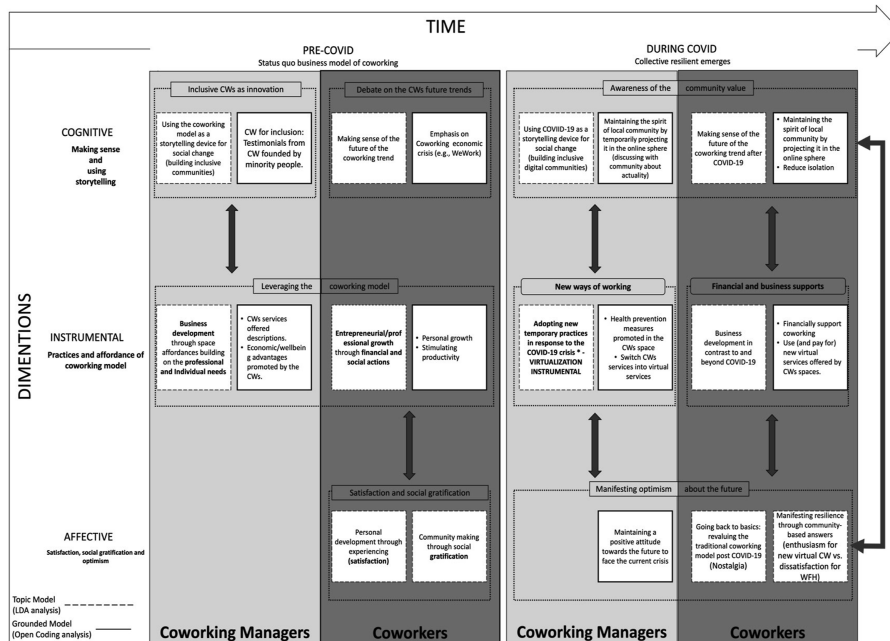 TIME
PRE-COVID
Status quo business model of coworking
DURING COVID
Collective resilient emerges
DIMENTIONS
COGNITIVE
Making sense
and
using
storytelling
Inclusive CWs as innovation
Using the coworking
model as a
storytelling device for
social change
(building inclusive
communities)
CW for inclusion:
Testimonials from
CW founded by
minority people.
Debate on the CWs future trends
Making sense of the
future of the
coworking trend
Emphasis on
Coworking economic
crisis (e.g., WeWork)
Awareness of the community value
Using COVIID-19 as a
storytelling device for
social change
(building inclusive
digital communities)
Maintaining the spirit
of local community by
temporarily projecting
it in the online sphere
(discussing with
community about
actuality)
Making sense of the
future of the
coworking trend after
COVID-19
• Maintaining the
spirit of local
community by
projecting it in the
online sphere
• Reduce isolation
INSTRUMENTAL
Practices and affordance of
coworking model
Leveraging the coworking model
Business
development
through space
affordances building
on the professional
and Individual needs
• CWs services
offered
descriptions.
• Economic/wellbein
g advantages
promoted by the
CWs.
Entrepreneurial/prof
essional growth
through financial and
social actions
• Personal growth
• Stimulating
productivity
New ways of working
Adopting new
temporary practices
in response to the
COVID-19 crisis * -
VIRTUALIZATION
INSTRUMENTAL
• Health prevention
measures
promoted in the
CWs space
• Switch CWs
services into virtual
services
Financial and business supports
Business
development in
contrast to and
beyond COVID-19
• Financially support
coworking
• Use (and pay for)
new virtual
services offered by
CWs spaces.
AFFECTIVE
Satisfaction, social gratification and
optimism
Satisfaction and social gratification
Personal
development through
experiencing
(satisfaction)
Community making
through social
gratification
Manifesting optimism about the future
Maintaining a
positive attitude
towards the future to
face the current crisis
Going back to basics:
revaluing the
traditional coworking
model post COVID-19
(Nostalgia)
Manifesting resilience
through community-
based answers
(enthusiasm for
new virtual CW vs.
dissatisfaction for
WFH)
Topic Model
(LDA analysis)
Grounded Model
(Open Coding analysis)
Coworking Managers
Coworkers
Coworking Managers
Coworkers